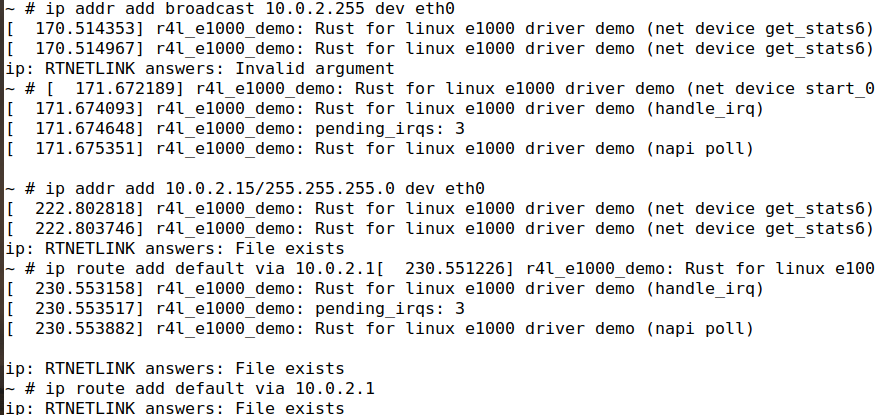 ~ # ip addr add broadcast 10.0.2.255 dev eth0
[  170.514353] r4l_e1000_demo: Rust for linux e1000 driver demo (net device get_stats6)
[  170.514967] r4l_e1000_demo: Rust for linux e1000 driver demo (net device get_stats6)
ip: RTNETLINK answers: Invalid argument
~ # [  171.672189] r4l_e1000_demo: Rust for linux e1000 driver demo (net device start_0
[  171.674093] r4l_e1000_demo: Rust for linux e1000 driver demo (handle_irq)
[  171.674648] r4l_e1000_demo: pending_irqs: 3
[  171.675351] r4l_e1000_demo: Rust for linux e1000 driver demo (napi poll)
~ # ip addr add 10.0.2.15/255.255.255.0 dev eth0
[  222.802818] r4l_e1000_demo: Rust for linux e1000 driver demo (net device get_stats6)
[  222.803746] r4l_e1000_demo: Rust for linux e1000 driver demo (net device get_stats6)
ip: RTNETLINK answers: File exists
~ # ip route add default via 10.0.2.1[  230.551226] r4l_e1000_demo: Rust for linux e100
[  230.553158] r4l_e1000_demo: Rust for linux e1000 driver demo (handle_irq)
[  230.553517] r4l_e1000_demo: pending_irqs: 3
[  230.553882] r4l_e1000_demo: Rust for linux e1000 driver demo (napi poll)
ip: RTNETLINK answers: File exists
~ # ip route add default via 10.0.2.1
ip: RTNETLINK answers: File exists